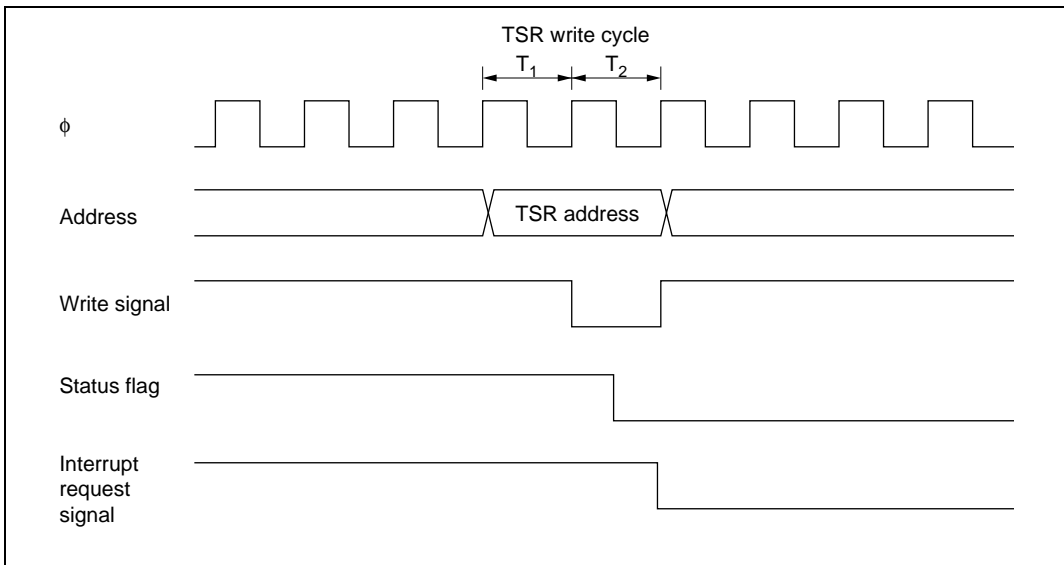 TSR write cycle
T1 T2
ϕ
Address
TSR address
Write signal
Status flag
Interrupt
request
signal